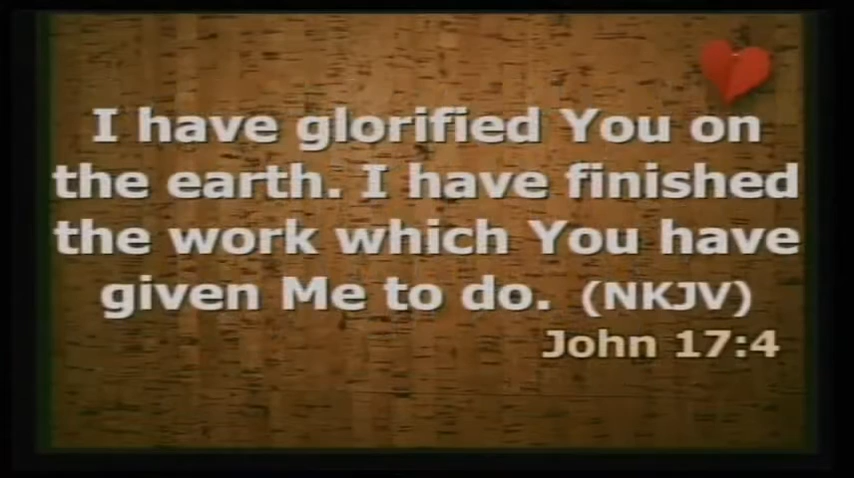 I have glorified You on
the earth. I have finished
the work which You have
given Me to do. (NKJV)
John 17:4